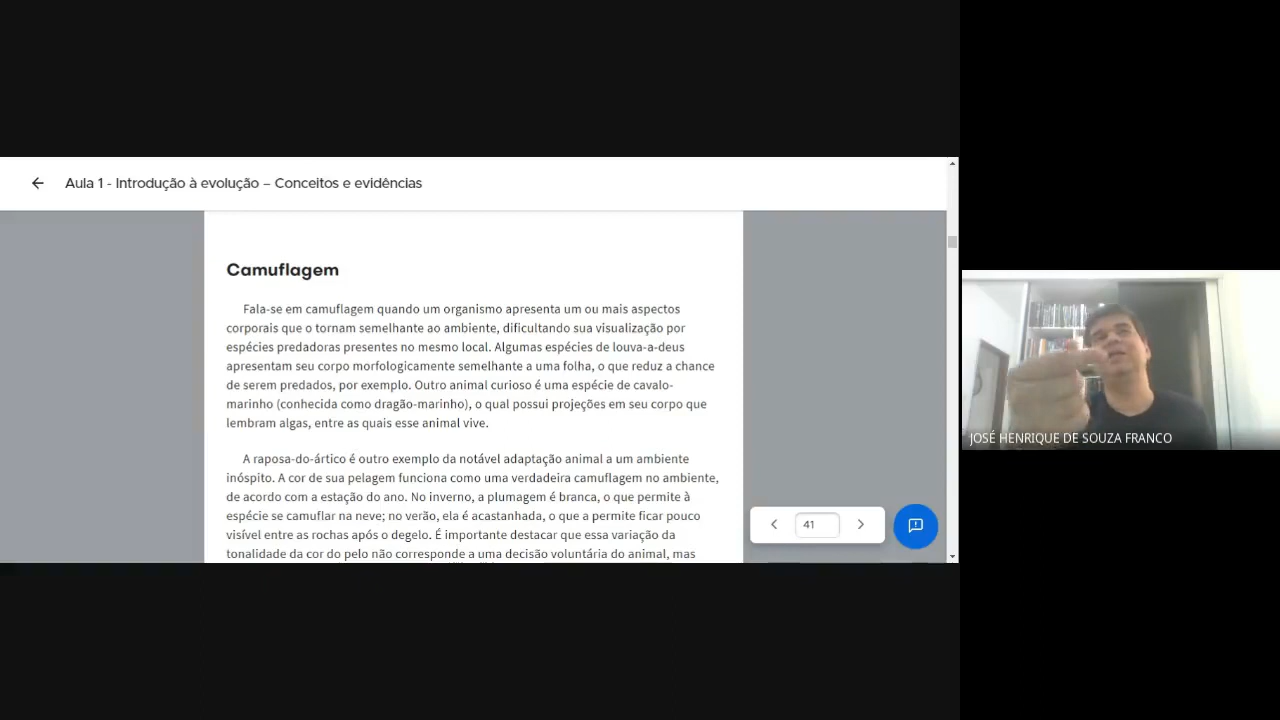 Aula 1 - Introdução à evolução – Conceitos e evidências
Camuflagem
Fala-se em camuflagem quando um organismo apresenta um ou mais aspectos
corporais que o tornam semelhante ao ambiente, dificultando sua visualização por
espécies predadoras presentes no mesmo local. Algumas espécies de louva-a-deus
apresentam seu corpo morfologicamente semelhante a uma folha, o que reduz a chance
de serem predados, por exemplo. Outro animal curioso é uma espécie de cavalo-
marinho (conhecida como dragão-marinho), o qual possui projeções em seu corpo que
lembram algas, entre as quais esse animal vive.
A raposa-do-ártico é outro exemplo da notável adaptação animal a um ambiente
inóspito. A cor de sua pelagem funciona como uma verdadeira camuflagem no ambiente,
de acordo com a estação do ano. No inverno, a plumagem é branca, o que permite à
espécie se camuflar na neve; no verão, ela é acastanhada, o que a permite ficar pouco
visível entre as rochas após o degelo. É importante destacar que essa variação da
tonalidade da cor do pelo não corresponde a uma decisão voluntária do animal, mas
41
JOSÉ HENRIQUE DE SOUZA FRANCO